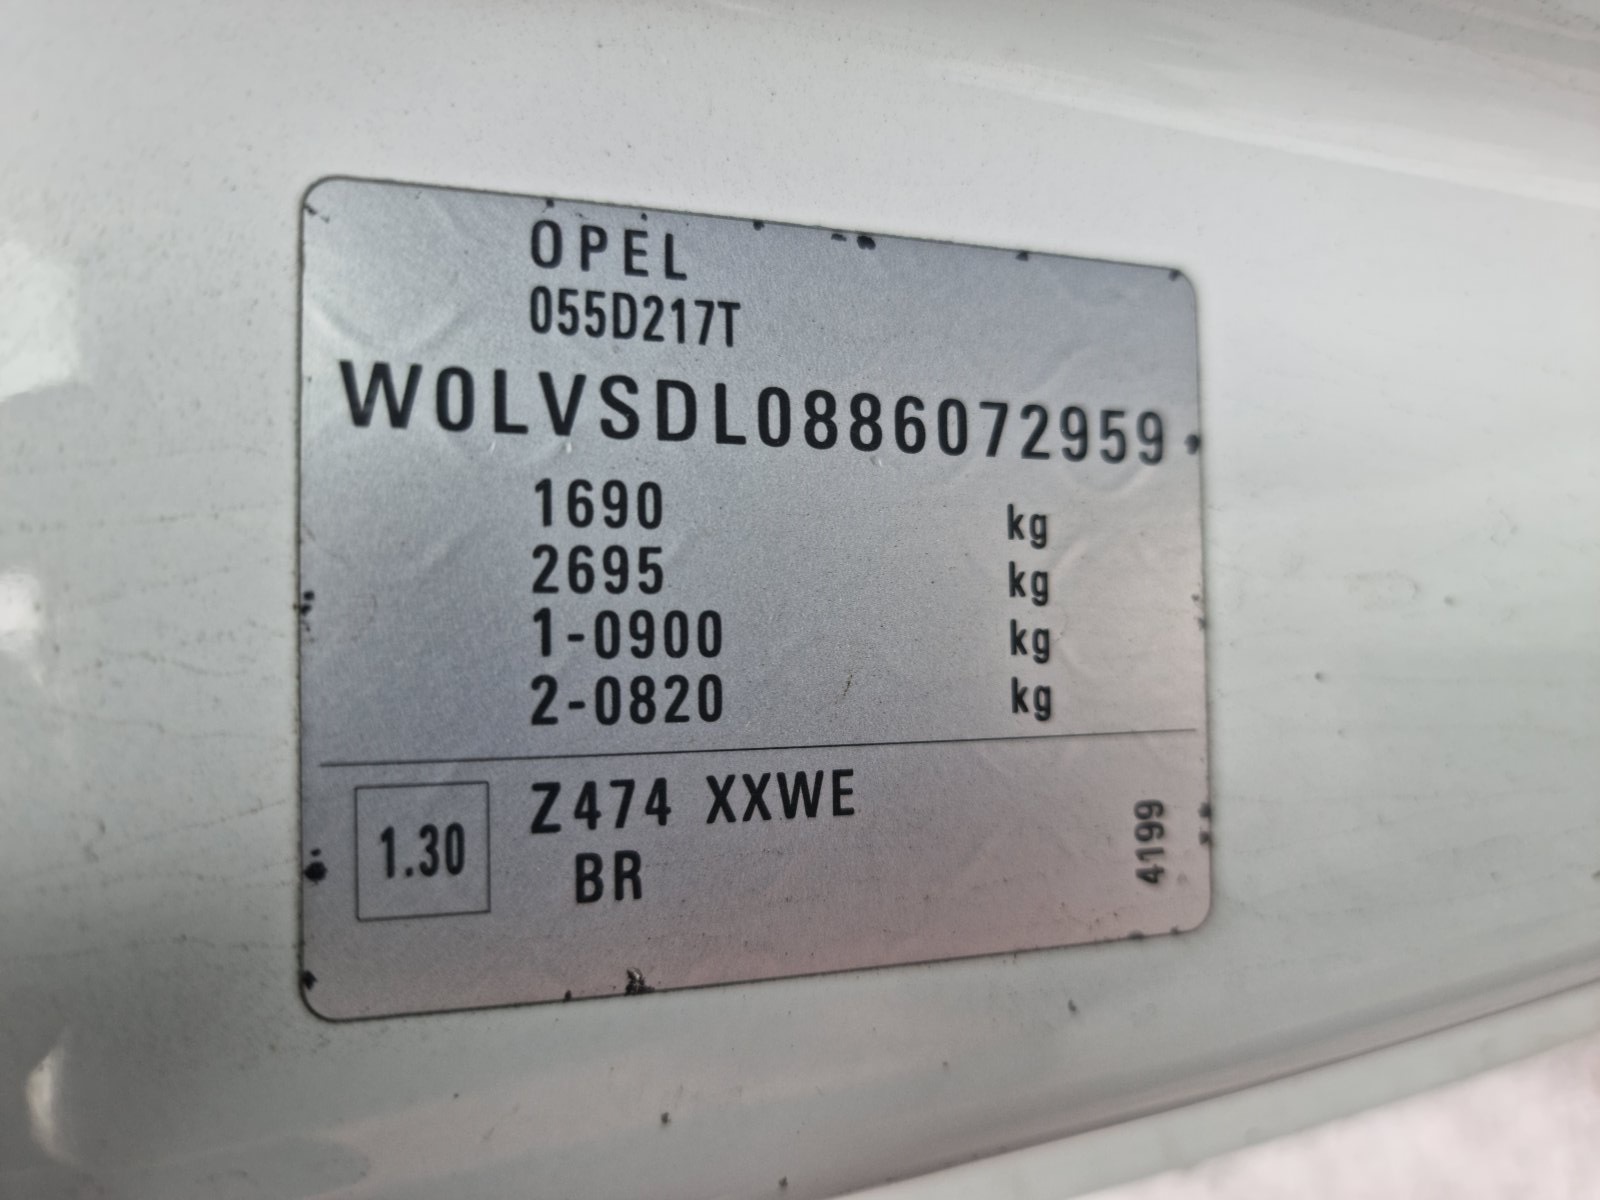 OPEL
055D217T
W0LVSDL0886072959
1690 kg
2695 kg
1-0900 kg
2-0820 kg
1.30 Z474 XXWE
BR
4199